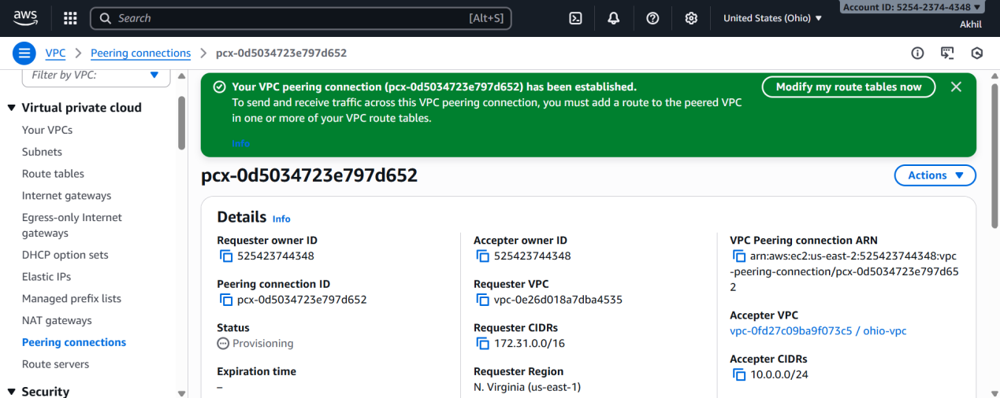 aws
Search
[Alt+S]
United States (Ohio)
Account ID: 5254-2374-4348
Akhil
VPC
Peering connections
pcx-0d5034723e797d652
Filter by VPC:
Virtual private cloud
Your VPCs
Subnets
Route tables
Internet gateways
Egress-only Internet
gateways
DHCP option sets
Elastic IPs
Managed prefix lists
NAT gateways
Peering connections
Route servers
Security
Your VPC peering connection (pcx-0d5034723e797d652) has been established.
To send and receive traffic across this VPC peering connection, you must add a route to the peered VPC
in one or more of your VPC route tables.
Info
Modify my route tables now
pcx-0d5034723e797d652
Actions
Details Info
Requester owner ID
525423744348
Peering connection ID
pcx-0d5034723e797d652
Status
Provisioning
Expiration time
–
Accepter owner ID
525423744348
Requester VPC
vpc-0e26d018a7dba4535
Requester CIDRs
172.31.0.0/16
Requester Region
N. Virginia (us-east-1)
VPC Peering connection ARN
arn:aws:ec2:us-east-2:525423744348:vpc
-peering-connection/pcx-0d5034723e797d65
2
Accepter VPC
vpc-0fd27c09ba9f073c5 / ohio-vpc
Accepter CIDRs
10.0.0.0/24